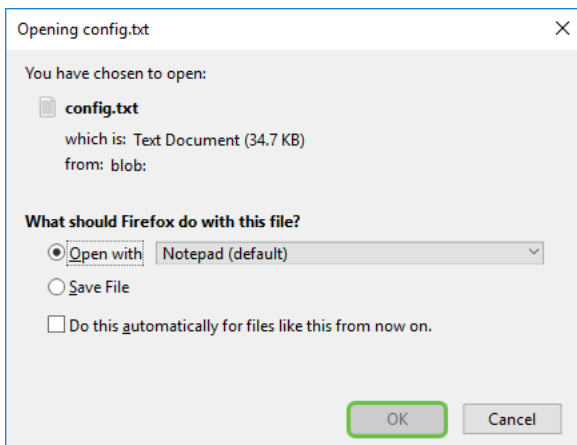 Opening config.txt
You have chosen to open:
config.txt
which is: Text Document (34.7 KB)
from: blob:
What should Firefox do with this file?
Open with Notepad (default)
Save File
Do this automatically for files like this from now on.
OK Cancel